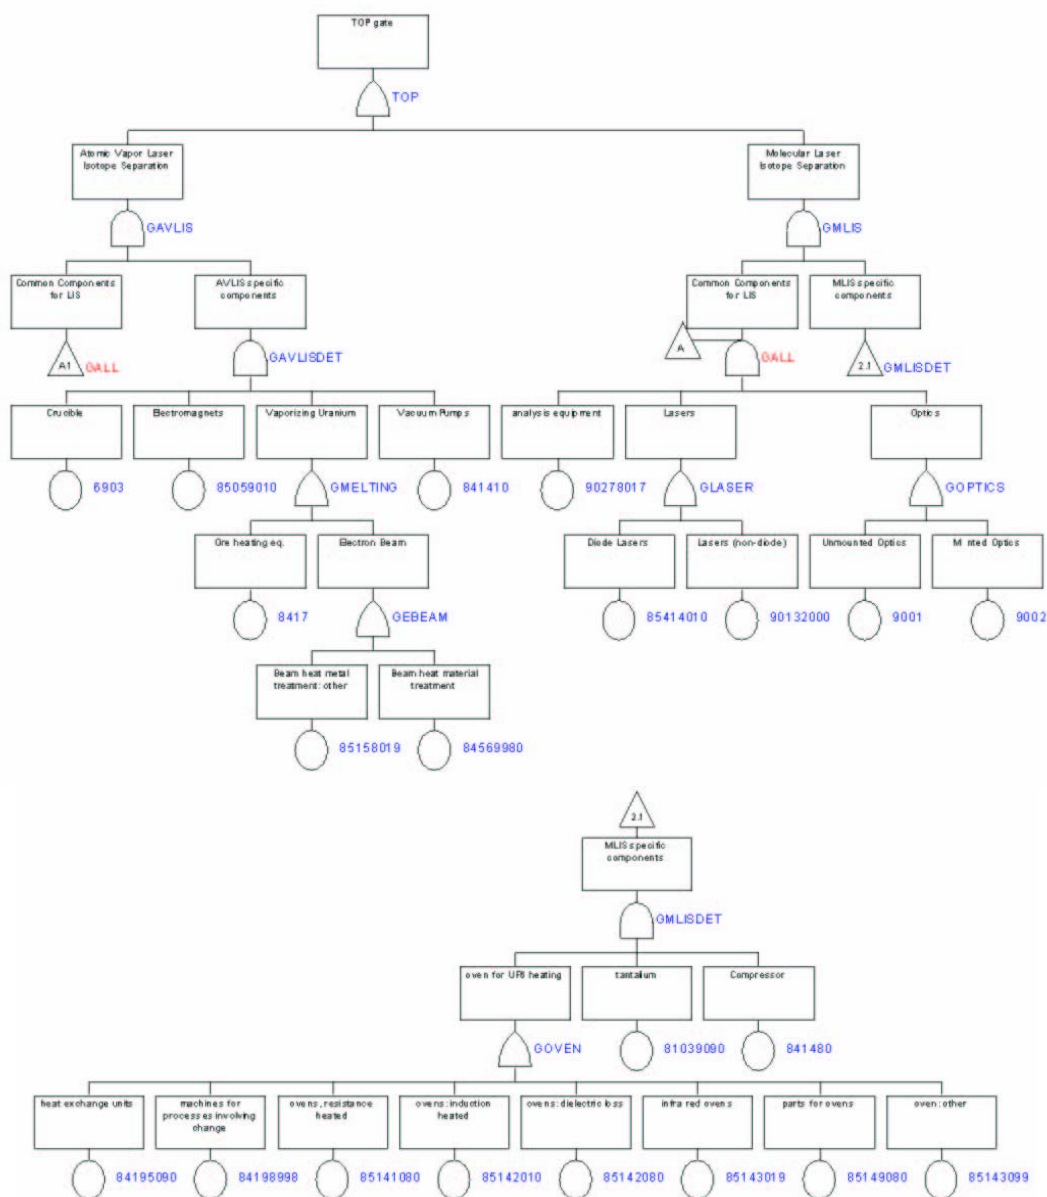 TOP gate
TOP
Atomic Vapor Laser
Isotope Separation
Molecular Laser
Isotope Separation
GAVLIS
GMLIS
Common Components
for LIS
AVLIS specific
components
Common Components
for LIS
MLIS specific
components
A1
GALL
GAVLISDET
A
GALL
2.1
GMLISDET
Crucible
Electromagnets
Vaporizing Uranium
Vacuum Pumps
analysis equipment
Lasers
Optics
6903
85059010
GMELTING
841410
90278017
GLASER
GOPTICS
Ore heating eq.
Electron Beam
Diode Lasers
Lasers (non-diode)
Unmounted Optics
Optics
8417
GEBEAM
85414010
90132000
9001
9002
Beam heat metal
treatment: other
Beam heat material
treatment
85158019
84569980
2.1
MLIS specific
components
GMLISDET
oven for UF6 heating
tantalium
Compressor
GOVEN
81039090
841480
heat exchange units
machines for
processes involving
change
ovens, resistance
heated
ovens: induction
heated
ovens: dielectric loss
infra red ovens
parts for ovens
oven: other
84195090
84198998
85141080
85142010
85142080
85143019
85149080
85143099